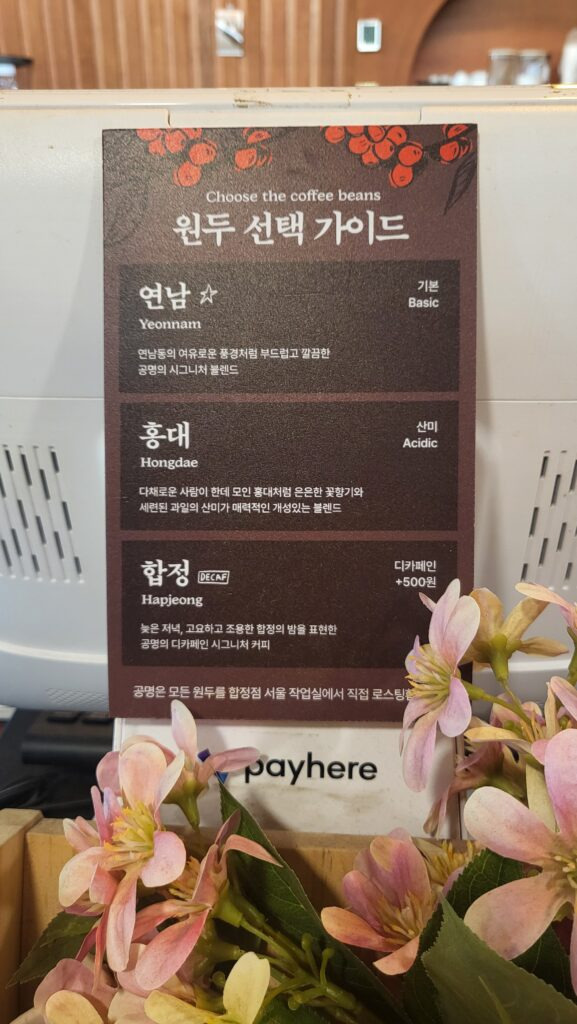 Choose the coffee beans
원두 선택 가이드
연남 ☆
기본
Yeonnam
Basic
연남동의 여유로운 풍경처럼 부드럽고 깔끔한
공명의 시그니처 블렌드
홍대
산미
Hongdae
Acidic
다채로운 사람이 한데 모인 홍대처럼 은은한 꽃향기와
세련된 과일의 산미가 매력적인 개성있는 블렌드
합정 DECAF
디카페인
Hapjeong
+500원
늦은 저녁, 고요하고 조용한 합정의 밤을 표현한
공명의 디카페인 시그니처 커피
공명은 모든 원두를 합정점 서울 작업실에서 직접
payhere